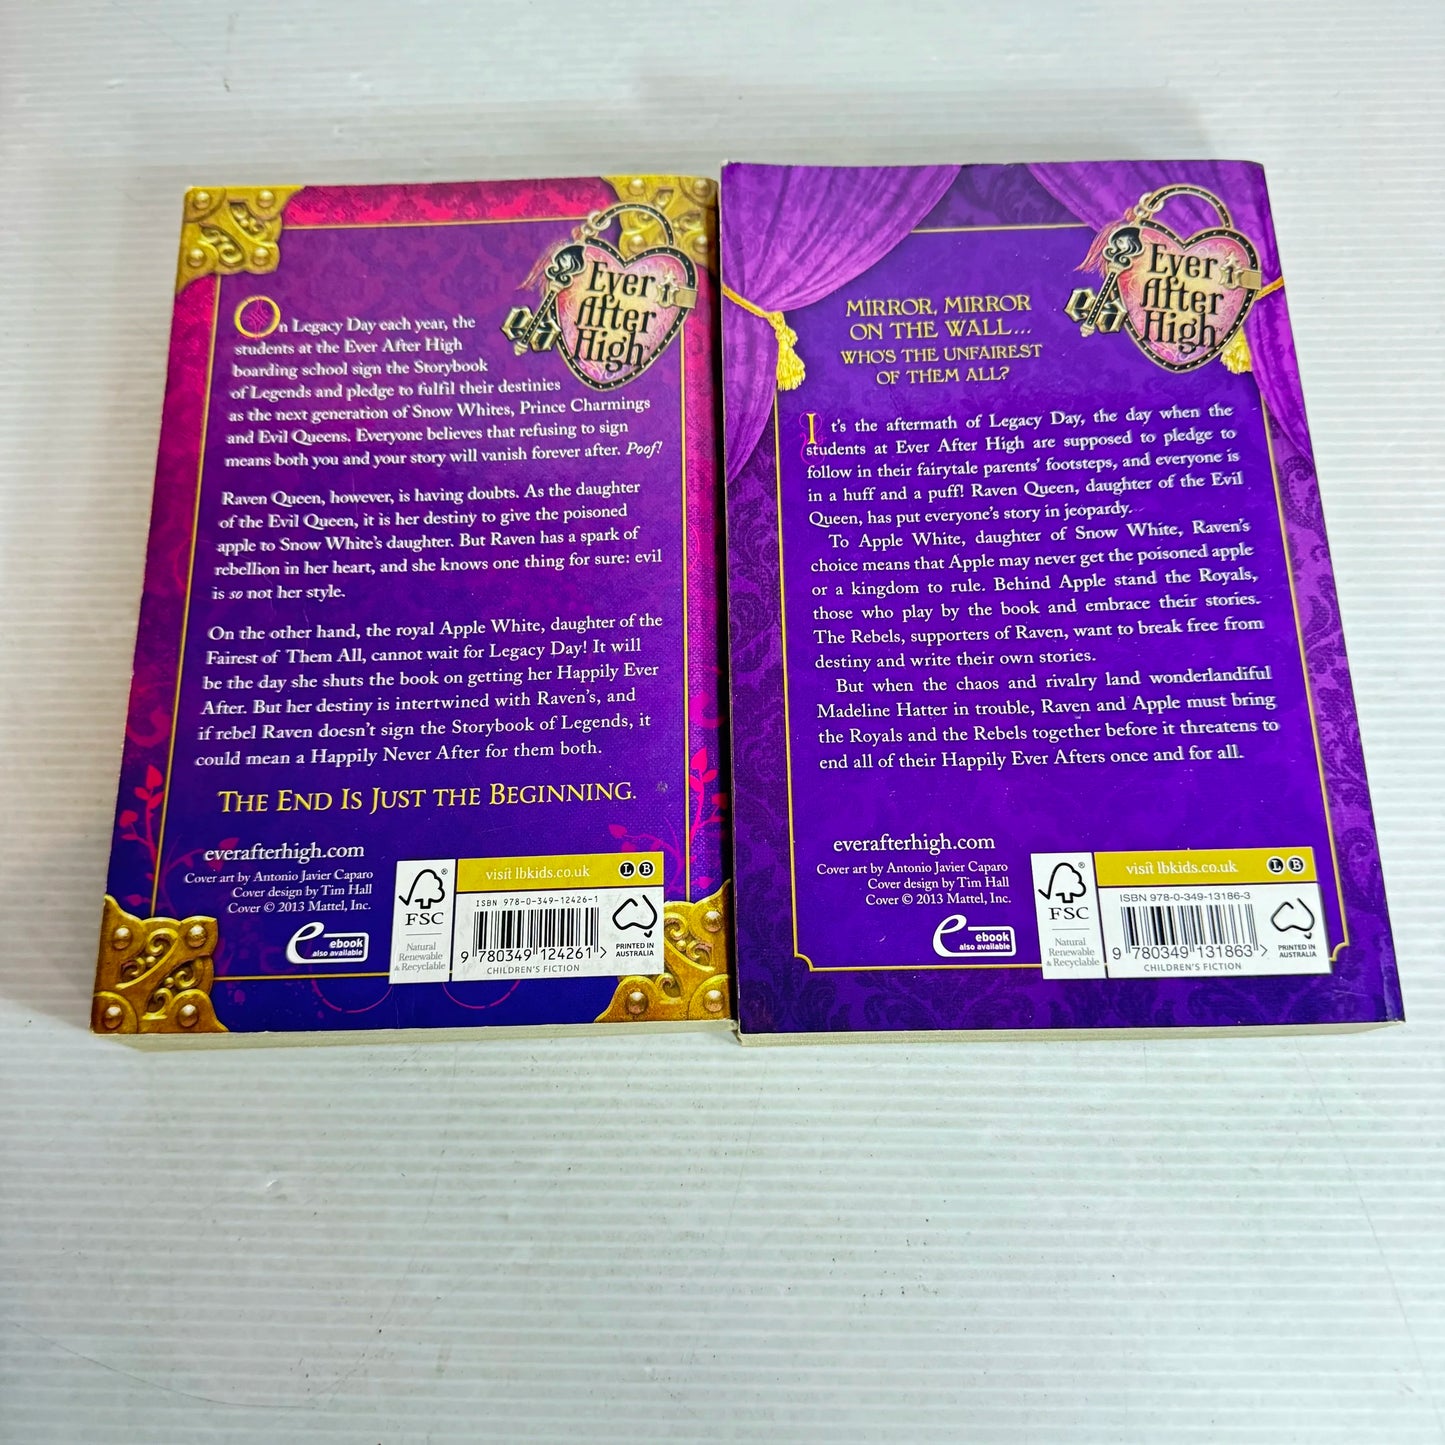 Ever
After
High™
On Legacy Day each year, the
students at the Ever After High
boarding school sign the Storybook
of Legends and pledge to fulfil their destinies
as the next generation of Snow Whites, Prince Charmings
and Evil Queens. Everyone believes that refusing to sign
means both you and your story will vanish forever after. Poof!
Raven Queen, however, is having doubts. As the daughter
of the Evil Queen, it is her destiny to give the poisoned
apple to Snow White's daughter. But Raven has a spark of
rebellion in her heart, and she knows one thing for sure: evil
is so not her style.
On the other hand, the royal Apple White, daughter of the
Fairest of Them All, cannot wait for Legacy Day! It will
be the day she shuts the book on getting her Happily Ever
After. But her destiny is intertwined with Raven's, and
if rebel Raven doesn't sign the Storybook of Legends, it
could mean a Happily Never After for them both.
THE END IS JUST THE BEGINNING.
everafterhigh.com
Cover art by Antonio Javier Caparo
Cover design by Tim Hall
Cover © 2013 Mattel, Inc.
ebook
also available
FSC®
Natural
Renewable
& Recyclable
visit lbkids.co.uk
L B
ISBN 978-0-349-12426-1
9 780349 124261 >
CHILDREN'S FICTION
PRINTED IN
AUSTRALIA
Ever
After
High™
MIRROR, MIRROR
ON THE WALL...
WHO'S THE UNFAIREST
OF THEM ALL?
It's the aftermath of Legacy Day, the day when the
students at Ever After High are supposed to pledge to
follow in their fairytale parents' footsteps, and everyone is
in a huff and a puff! Raven Queen, daughter of the Evil
Queen, has put everyone's story in jeopardy.
To Apple White, daughter of Snow White, Raven's
choice means that Apple may never get the poisoned apple
or a kingdom to rule. Behind Apple stand the Royals,
those who play by the book and embrace their stories.
The Rebels, supporters of Raven, want to break free from
destiny and write their own stories.
But when the chaos and rivalry land wonderlandiful
Madeline Hatter in trouble, Raven and Apple must bring
the Royals and the Rebels together before it threatens to
end all of their Happily Ever Afters once and for all.
everafterhigh.com
Cover art by Antonio Javier Caparo
Cover design by Tim Hall
Cover © 2013 Mattel, Inc.
ebook
also available
FSC®
Natural
Renewable
& Recyclable
visit lbkids.co.uk
L B
ISBN 978-0-349-13186-3
9 780349 131863 >
CHILDREN'S FICTION
PRINTED IN
AUSTRALIA